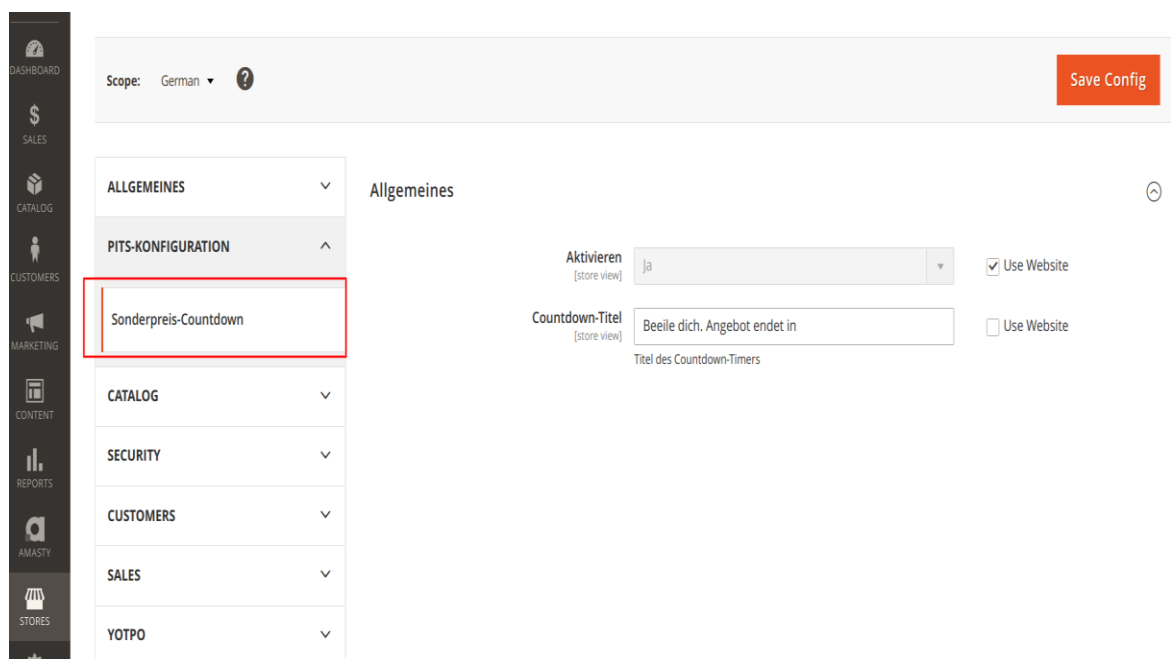 DASHBOARD
SALES
CATALOG
CUSTOMERS
MARKETING
CONTENT
REPORTS
AMASTY
STORES
Scope: German
?
Save Config
ALLGEMEINES
PITS-KONFIGURATION
Sonderpreis-Countdown
CATALOG
SECURITY
CUSTOMERS
SALES
YOTPO
Allgemeines
Aktivieren
[store view]
Ja
Use Website
Countdown-Titel
[store view]
Beeile dich. Angebot endet in
Use Website
Titel des Countdown-Timers